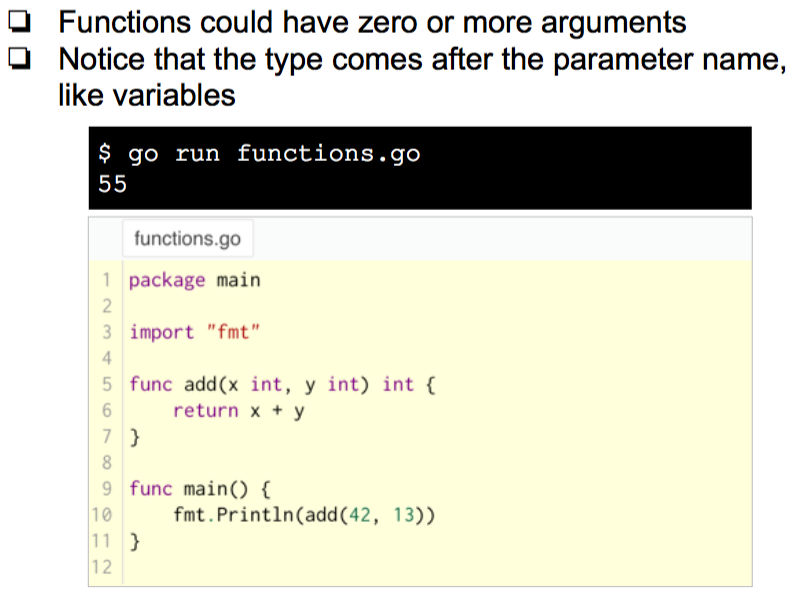 ❑ Functions could have zero or more arguments
❑ Notice that the type comes after the parameter name,
like variables
$ go run functions.go
55
functions.go
1 package main
2
3 import "fmt"
4
5 func add(x int, y int) int {
6     return x + y
7 }
8
9 func main() {
10     fmt.Println(add(42, 13))
11 }
12